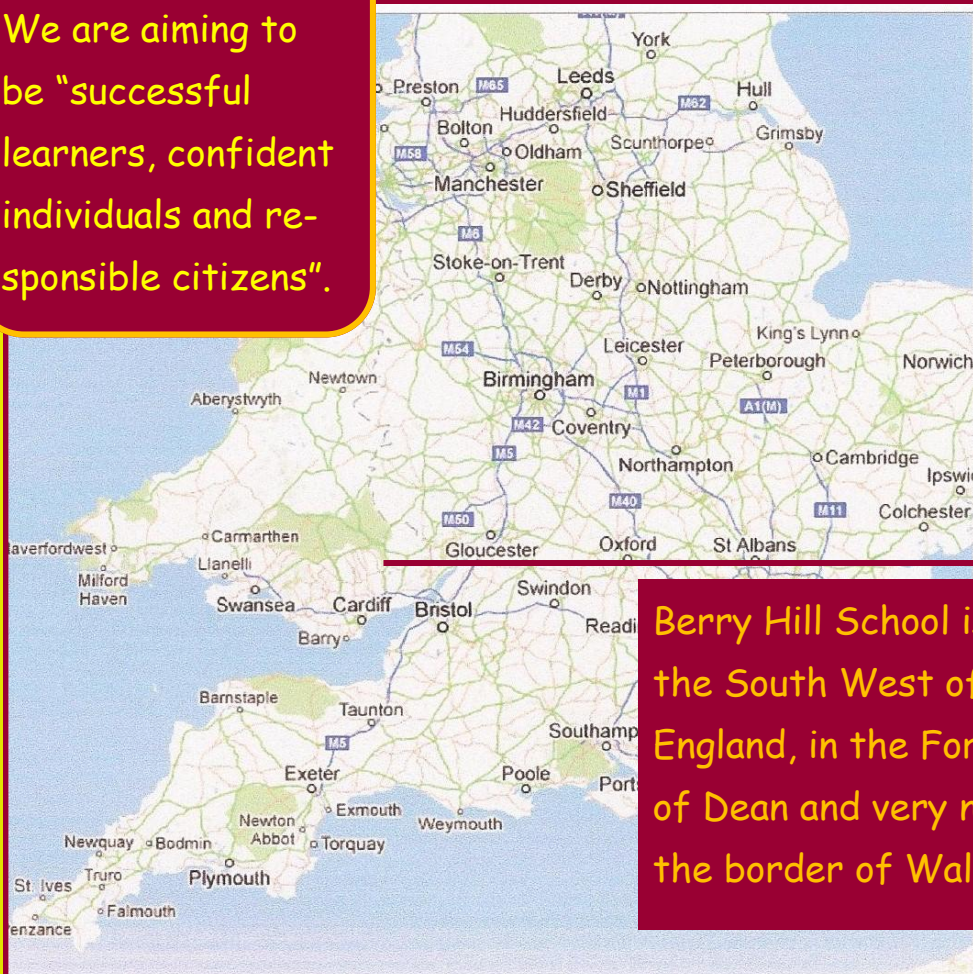 We are aiming to
be “successful
learners, confident
individuals and re-
sponsible citizens”.
York
Preston M65 Leeds
Hull
Huddersfield
M62
Bolton
Scunthorpe Grimsby
M58
Oldham
Manchester
Sheffield
M6
Stoke-on-Trent
Derby
Nottingham
King's Lynn
M54
Leicester
Peterborough
Norwich
Newtown
Birmingham
M1
Aberystwyth
A1(M)
M42 Coventry
M5
Cambridge
Northampton
M40
M11
Colchester
M50
Carmarthen
Gloucester
Oxford
St Albans
Llanelli
Milford
Haven
Swindon
Swansea
Cardiff
Bristol
Barry
Barnstaple
Taunton
M5
Exeter
Poole
Exmouth
Weymouth
Newton
Abbot
Torquay
Newquay
Bodmin
Truro
Plymouth
St. Ives
Falmouth
Berry Hill School
the South West
England, in the
of Dean and very
the border of